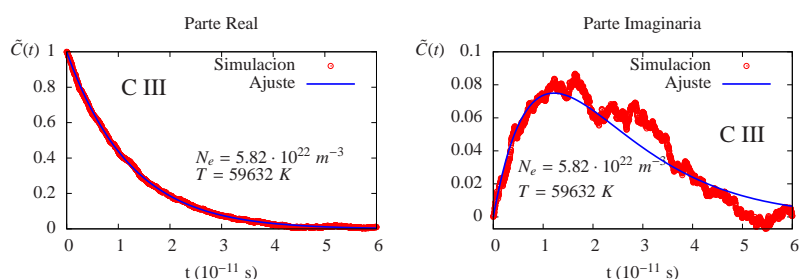 Parte Real
C̃(t)
Simulacion
Ajuste
C III
N_e = 5.82 · 10^22 m^−3
T = 59632 K
1
0.8
0.6
0.4
0.2
0
0 1 2 3 4 5 6
t (10^−11 s)
Parte Imaginaria
C̃(t)
Simulacion
Ajuste
C III
N_e = 5.82 · 10^22 m^−3
T = 59632 K
0.1
0.08
0.06
0.04
0.02
0
0 1 2 3 4 5 6
t (10^−11 s)